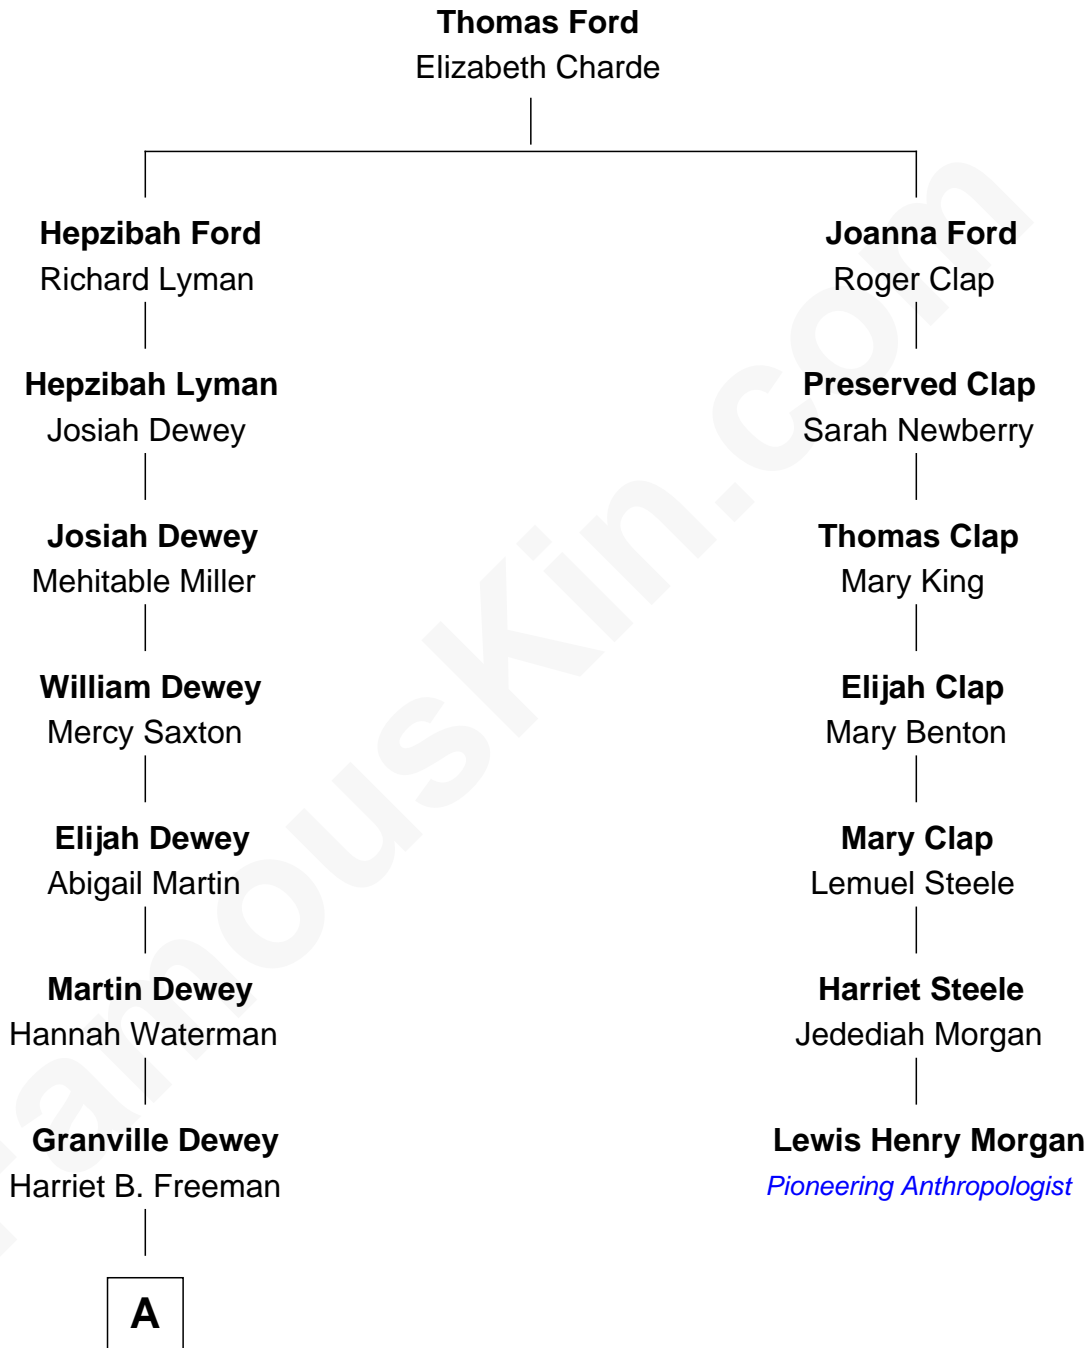 Thomas Ford
Elizabeth Charde
Hepzibah Ford
Richard Lyman
Joanna Ford
Roger Clap
Hepzibah Lyman
Josiah Dewey
Preserved Clap
Sarah Newberry
Josiah Dewey
Mehitable Miller
Thomas Clap
Mary King
William Dewey
Mercy Saxton
Elijah Clap
Mary Benton
Elijah Dewey
Abigail Martin
Mary Clap
Lemuel Steele
Martin Dewey
Hannah Waterman
Harriet Steele
Jedediah Morgan
Granville Dewey
Harriet B. Freeman
Lewis Henry Morgan
Pioneering Anthropologist
A
FamousKin.com